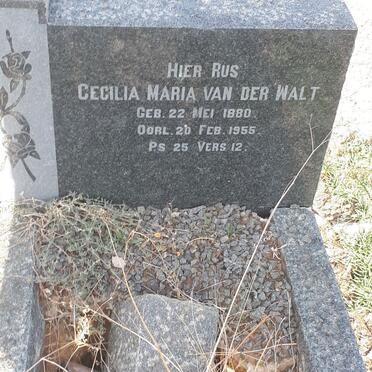 HIER RUS
CECILIA MARIA VAN DER WALT
GEB. 22 MEI 1880.
OORL. 20 FEB. 1955.
PS 25 VERS 12.